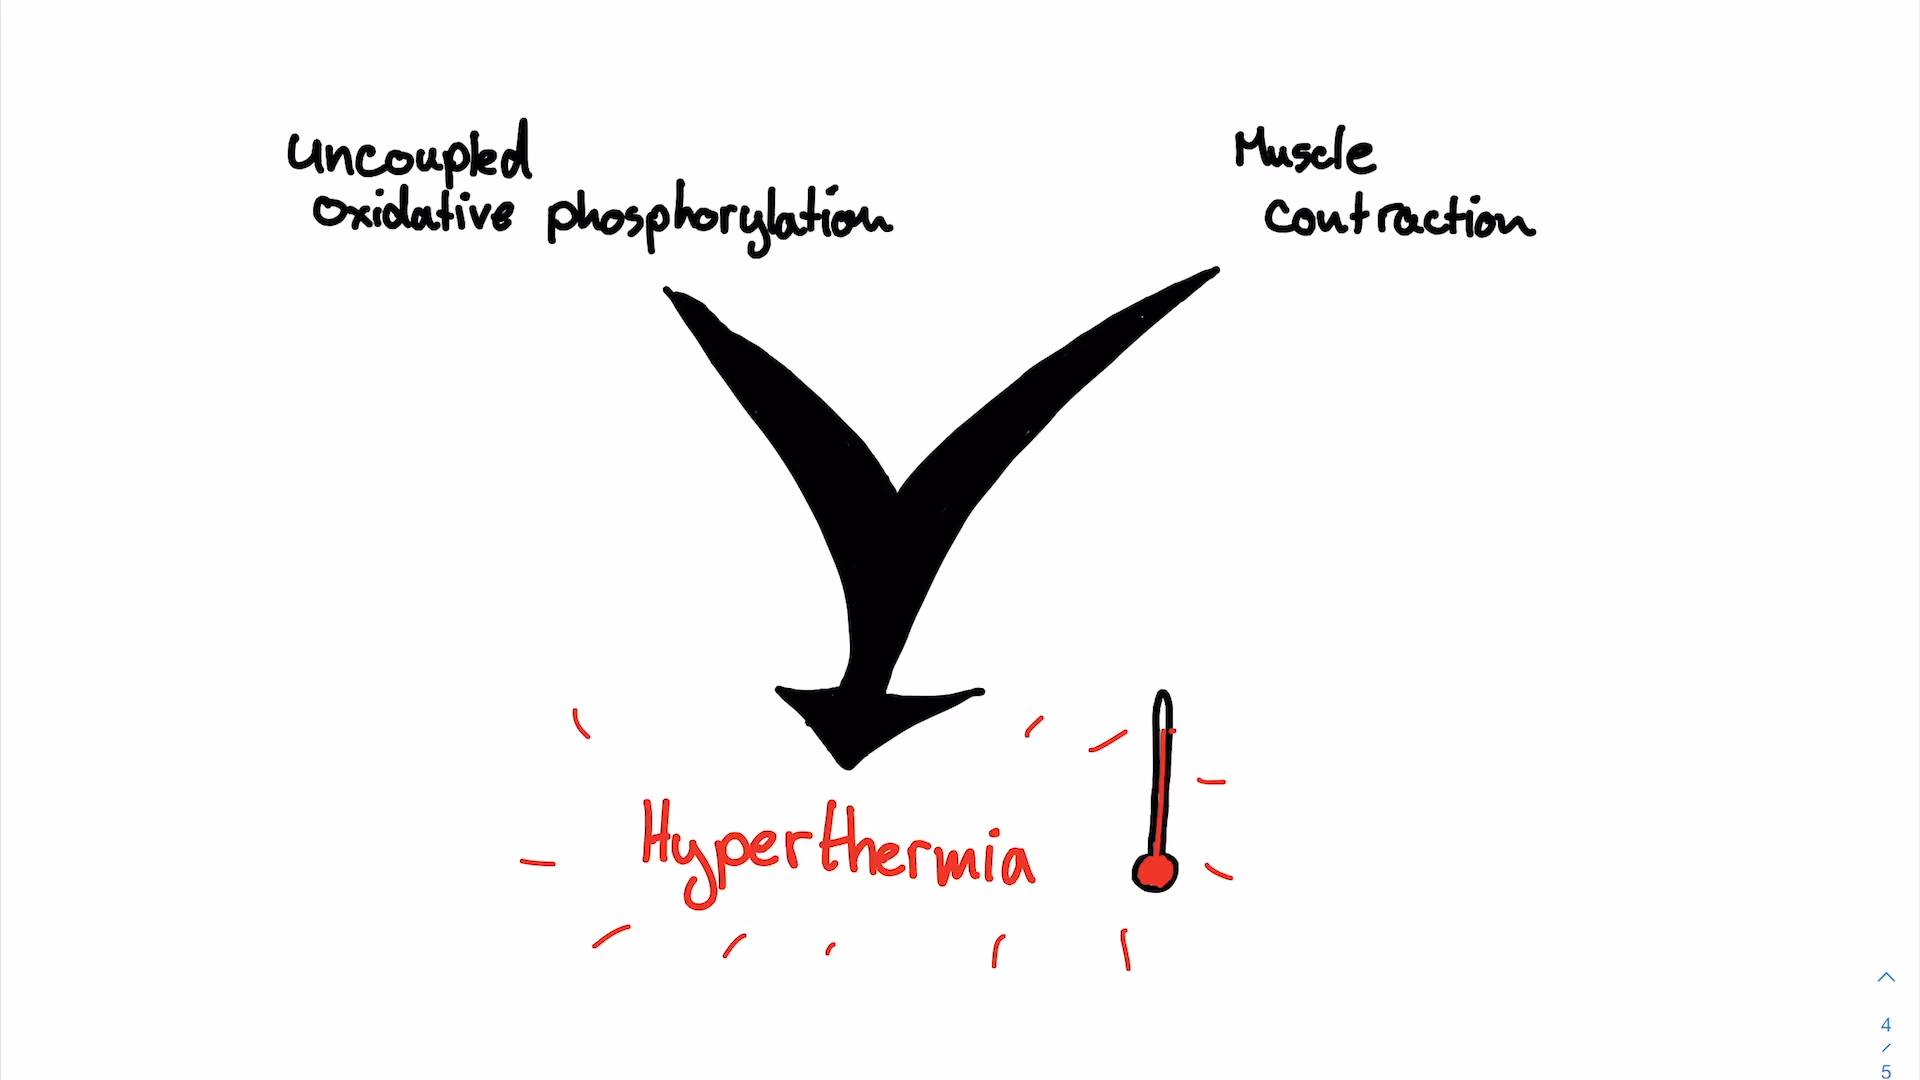 Uncoupled
oxidative phosphorylation
Muscle
contraction
Hyperthermia
4
/
5